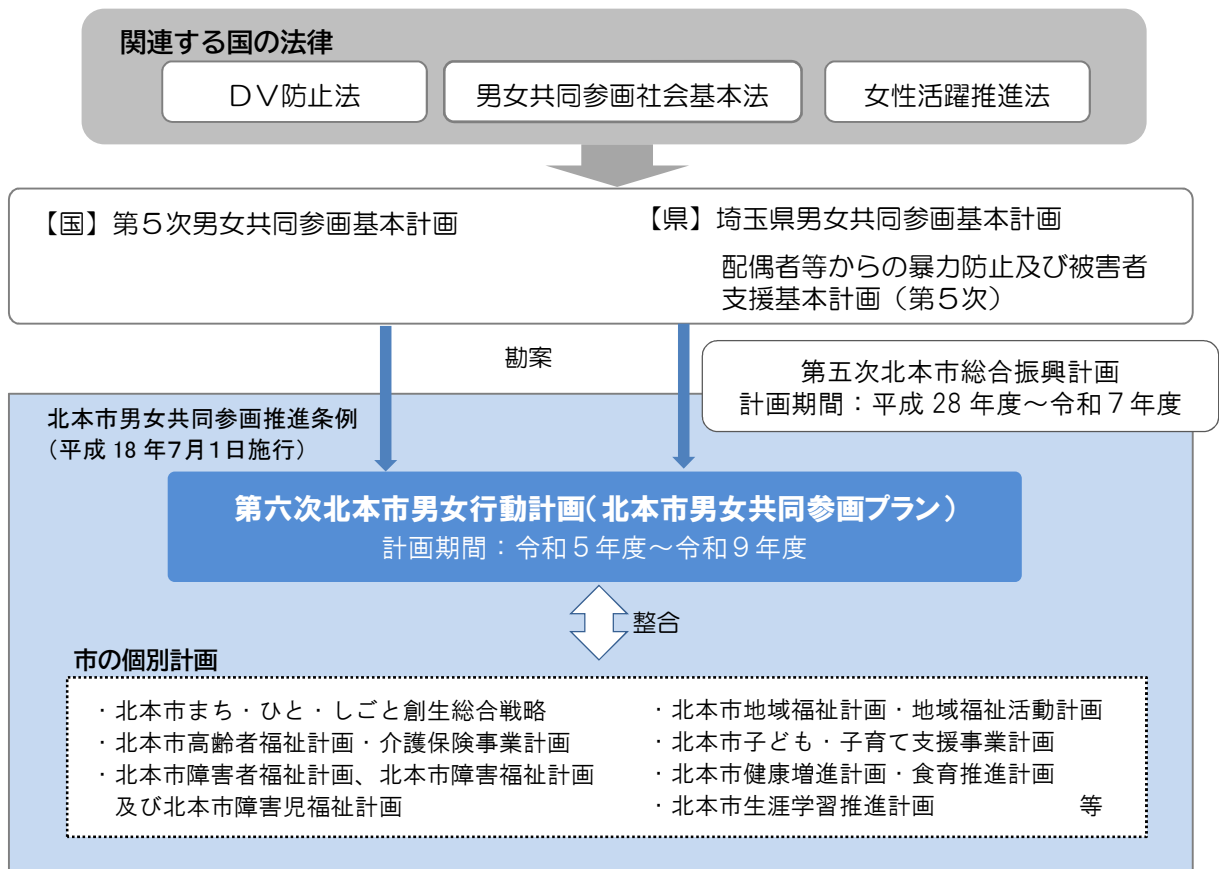 関連する国の法律
ＤＶ防止法
男女共同参画社会基本法
女性活躍推進法
【国】第５次男女共同参画基本計画
【県】埼玉県男女共同参画基本計画
配偶者等からの暴力防止及び被害者
支援基本計画（第５次）
勘案
第五次北本市総合振興計画
計画期間：平成 28 年度～令和７年度
北本市男女共同参画推進条例
（平成 18 年７月１日施行）
第六次北本市男女行動計画（北本市男女共同参画プラン）
計画期間：令和５年度～令和９年度
整合
市の個別計画
・北本市まち・ひと・しごと創生総合戦略
・北本市高齢者福祉計画・介護保険事業計画
・北本市障害者福祉計画、北本市障害福祉計画
及び北本市障害児福祉計画
・北本市地域福祉計画・地域福祉活動計画
・北本市子ども・子育て支援事業計画
・北本市健康増進計画・食育推進計画
・北本市生涯学習推進計画　等